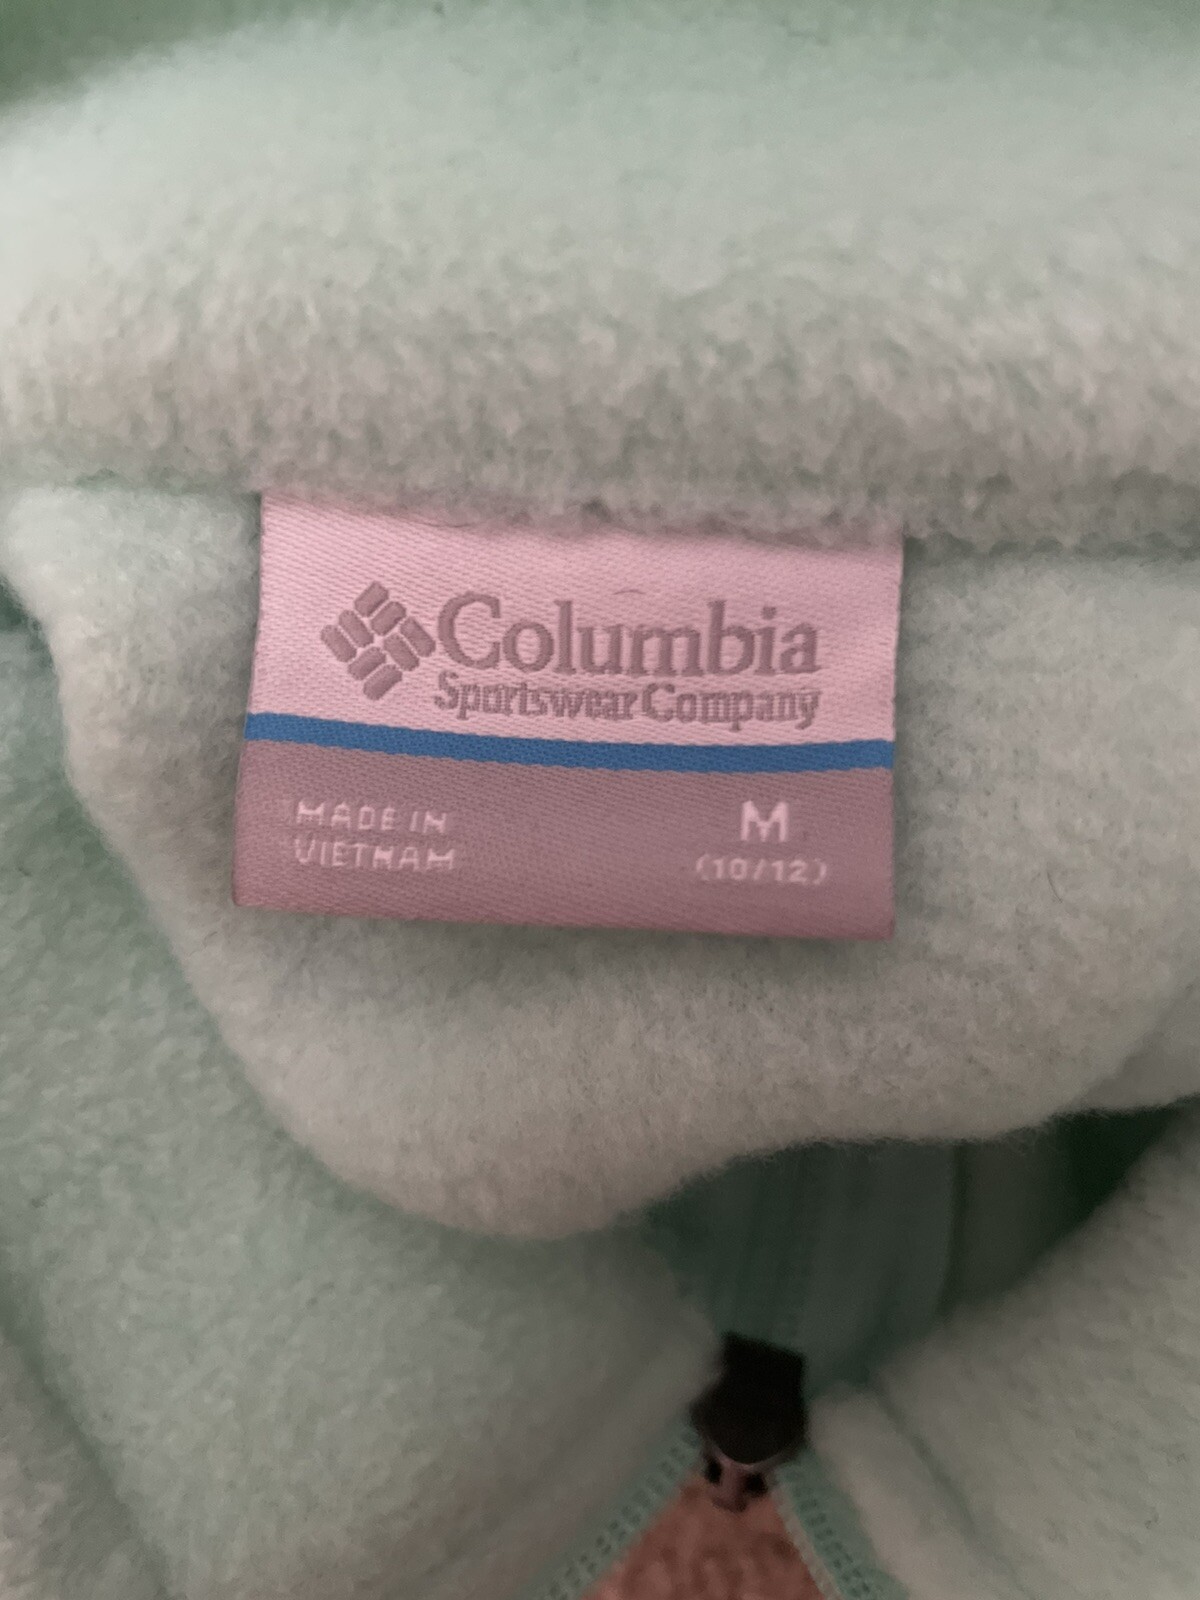 Columbia
Sportswear Company
MADE IN
VIETNAM
M
(10/12)